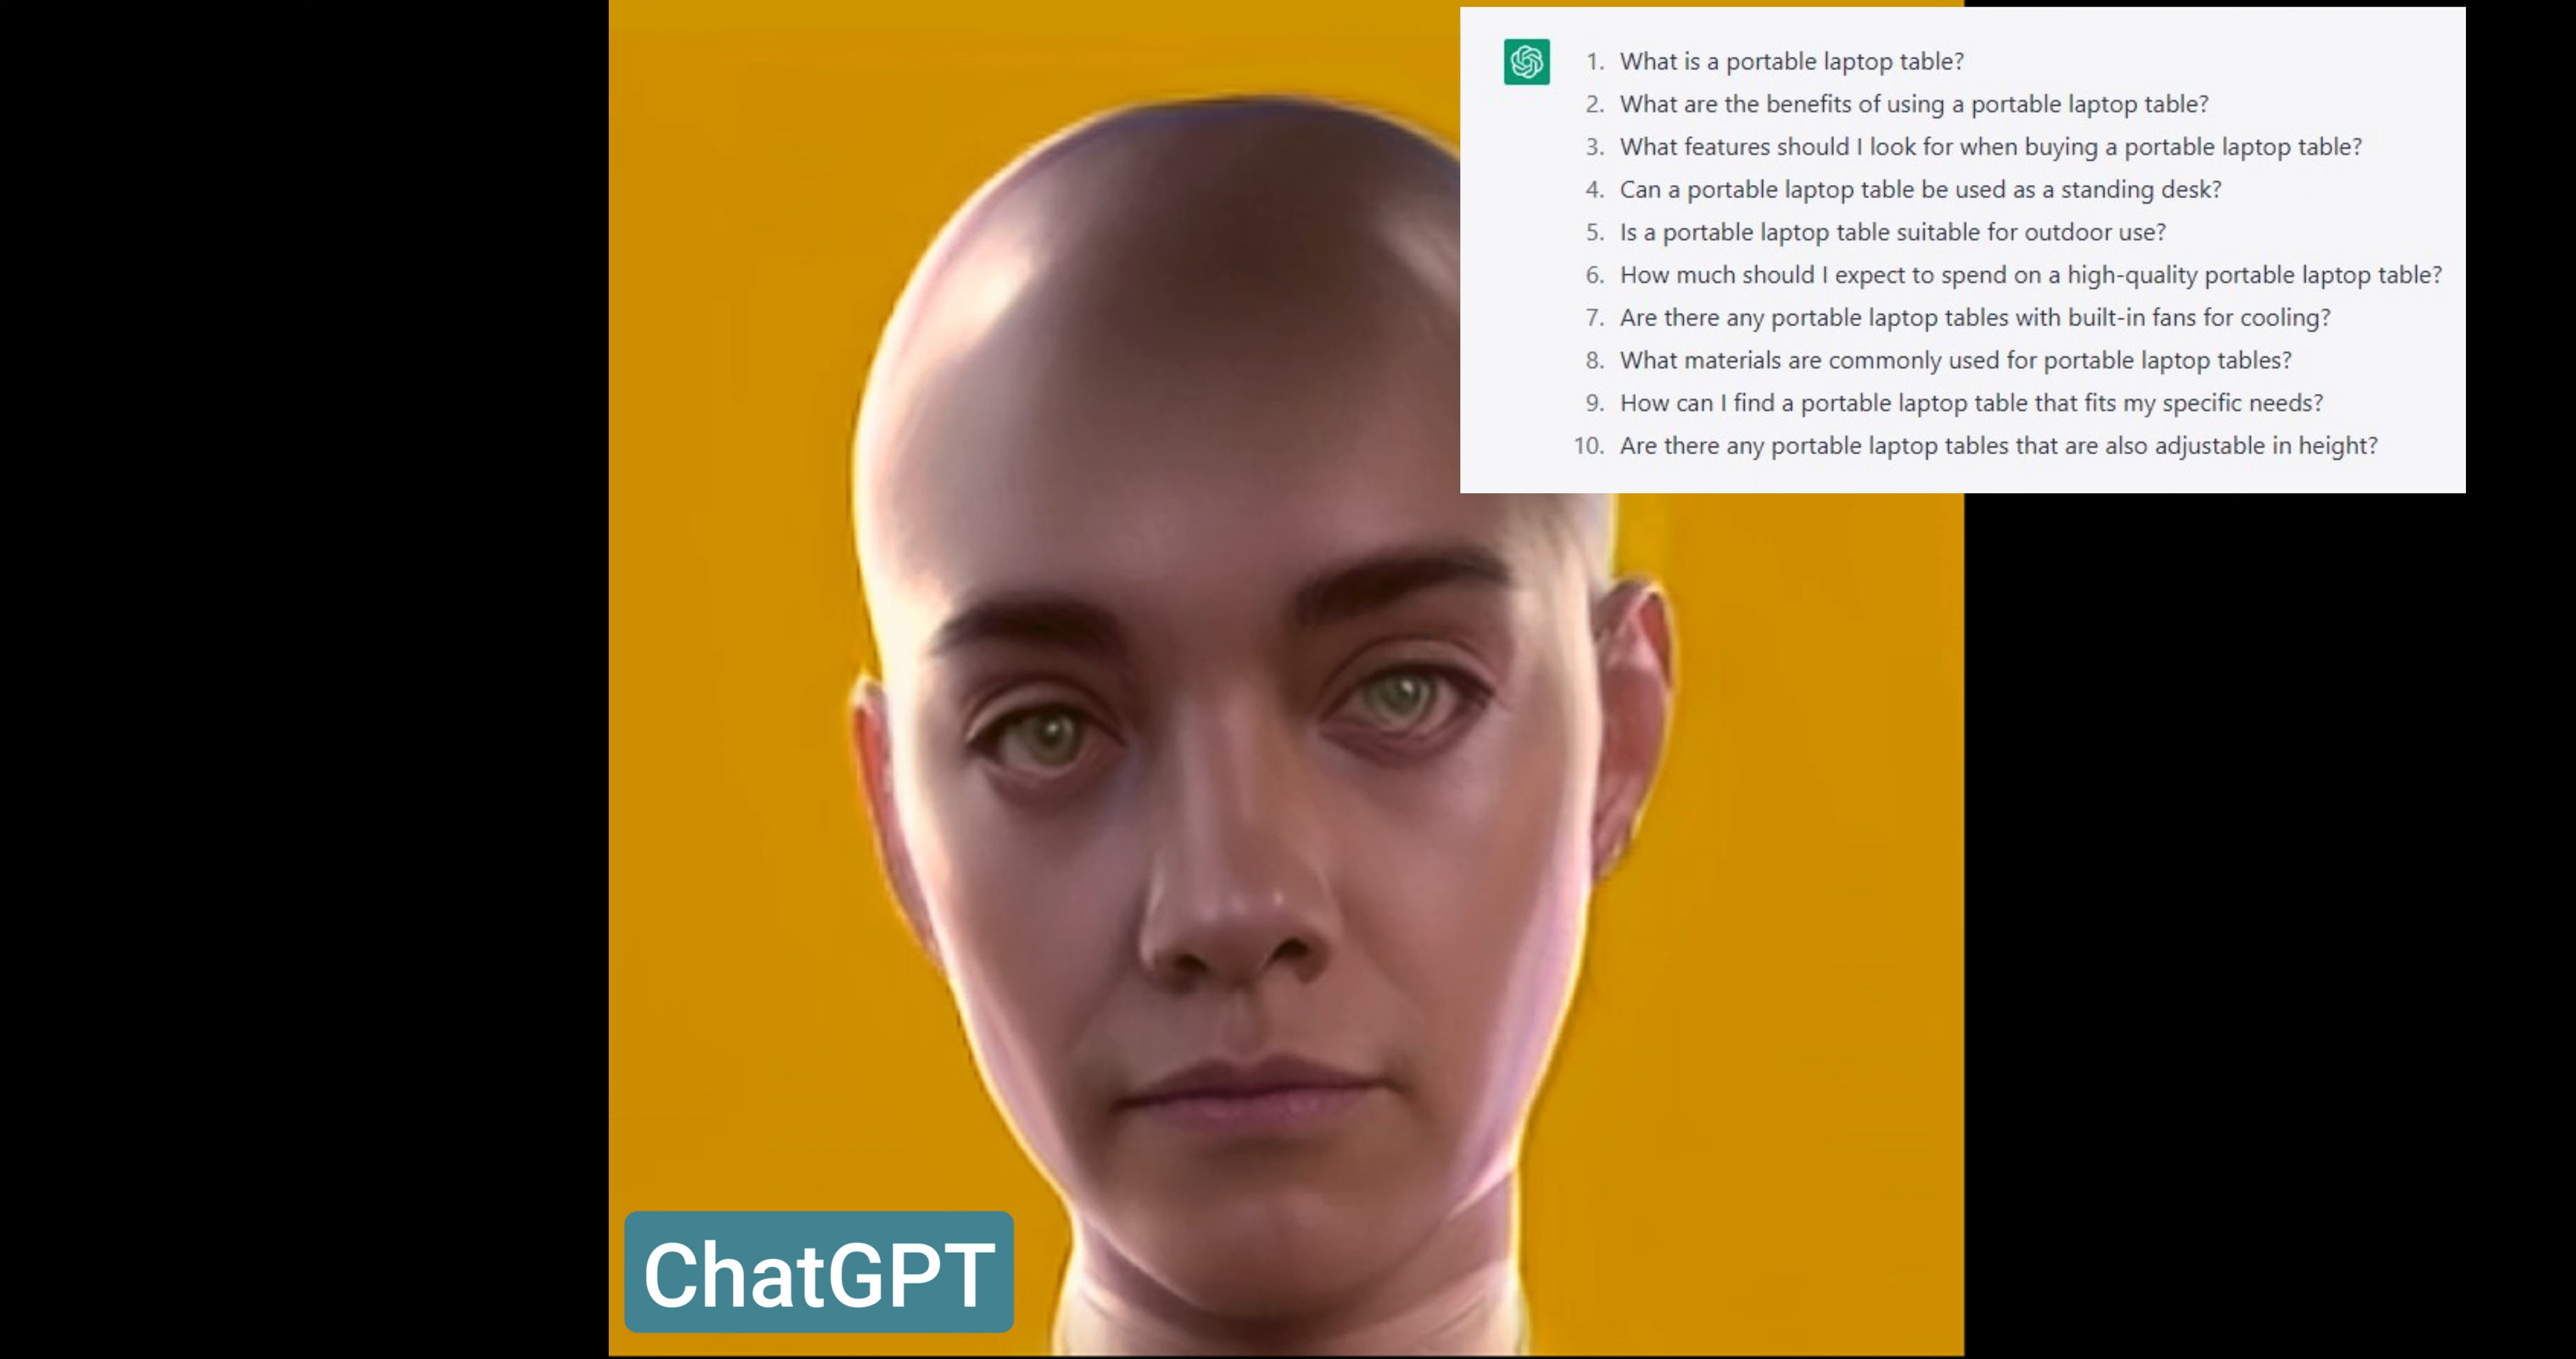 1. What is a portable laptop table?
2. What are the benefits of using a portable laptop table?
3. What features should I look for when buying a portable laptop table?
4. Can a portable laptop table be used as a standing desk?
5. Is a portable laptop table suitable for outdoor use?
6. How much should I expect to spend on a high-quality portable laptop table?
7. Are there any portable laptop tables with built-in fans for cooling?
8. What materials are commonly used for portable laptop tables?
9. How can I find a portable laptop table that fits my specific needs?
10. Are there any portable laptop tables that are also adjustable in height?
ChatGPT